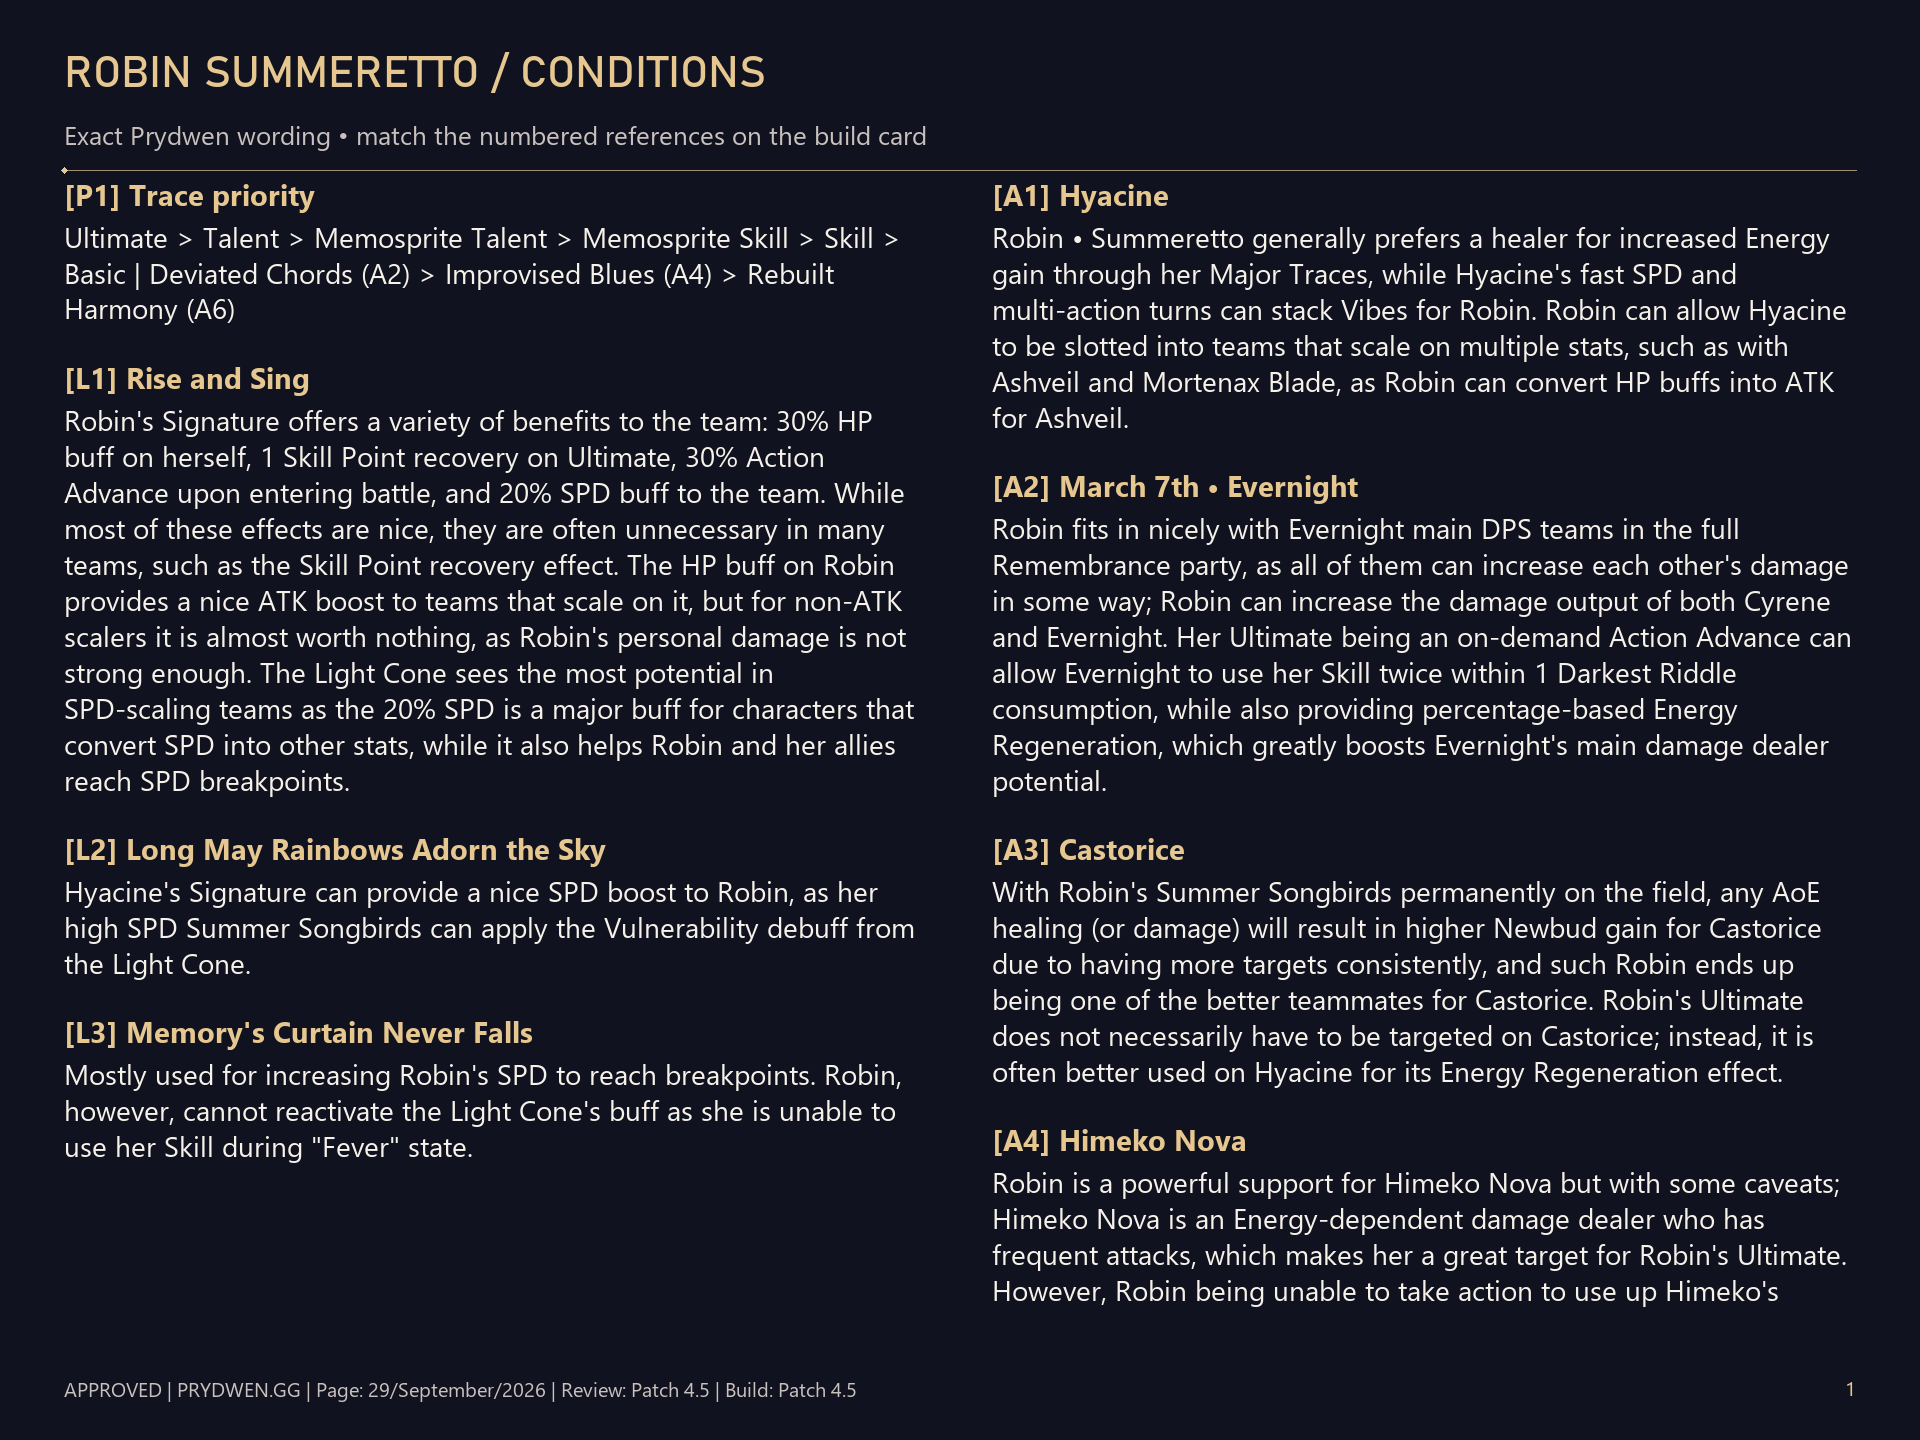 ROBIN SUMMERETTO / CONDITIONS
Exact Prydwen wording • match the numbered references on the build card
[P1] Trace priority
Ultimate > Talent > Memosprite Talent > Memosprite Skill > Skill >
Basic | Deviated Chords (A2) > Improvised Blues (A4) > Rebuilt
Harmony (A6)
[L1] Rise and Sing
Robin's Signature offers a variety of benefits to the team: 30% HP
buff on herself, 1 Skill Point recovery on Ultimate, 30% Action
Advance upon entering battle, and 20% SPD buff to the team. While
most of these effects are nice, they are often unnecessary in many
teams, such as the Skill Point recovery effect. The HP buff on Robin
provides a nice ATK boost to teams that scale on it, but for non-ATK
scalers it is almost worth nothing, as Robin's personal damage is not
strong enough. The Light Cone sees the most potential in
SPD-scaling teams as the 20% SPD is a major buff for characters that
convert SPD into other stats, while it also helps Robin and her allies
reach SPD breakpoints.
[L2] Long May Rainbows Adorn the Sky
Hyacine's Signature can provide a nice SPD boost to Robin, as her
high SPD Summer Songbirds can apply the Vulnerability debuff from
the Light Cone.
[L3] Memory's Curtain Never Falls
Mostly used for increasing Robin's SPD to reach breakpoints. Robin,
however, cannot reactivate the Light Cone's buff as she is unable to
use her Skill during "Fever" state.
[A1] Hyacine
Robin • Summeretto generally prefers a healer for increased Energy
gain through her Major Traces, while Hyacine's fast SPD and
multi-action turns can stack Vibes for Robin. Robin can allow Hyacine
to be slotted into teams that scale on multiple stats, such as with
Ashveil and Mortenax Blade, as Robin can convert HP buffs into ATK
for Ashveil.
[A2] March 7th • Evernight
Robin fits in nicely with Evernight main DPS teams in the full
Remembrance party, as all of them can increase each other's damage
in some way; Robin can increase the damage output of both Cyrene
and Evernight. Her Ultimate being an on-demand Action Advance can
allow Evernight to use her Skill twice within 1 Darkest Riddle
consumption, while also providing percentage-based Energy
Regeneration, which greatly boosts Evernight's main damage dealer
potential.
[A3] Castorice
With Robin's Summer Songbirds permanently on the field, any AoE
healing (or damage) will result in higher Newbud gain for Castorice
due to having more targets consistently, and such Robin ends up
being one of the better teammates for Castorice. Robin's Ultimate
does not necessarily have to be targeted on Castorice; instead, it is
often better used on Hyacine for its Energy Regeneration effect.
[A4] Himeko Nova
Robin is a powerful support for Himeko Nova but with some caveats;
Himeko Nova is an Energy-dependent damage dealer who has
frequent attacks, which makes her a great target for Robin's Ultimate.
However, Robin being unable to take action to use up Himeko's
APPROVED | PRYDWEN.GG | Page: 29/September/2026 | Review: Patch 4.5 | Build: Patch 4.5
1